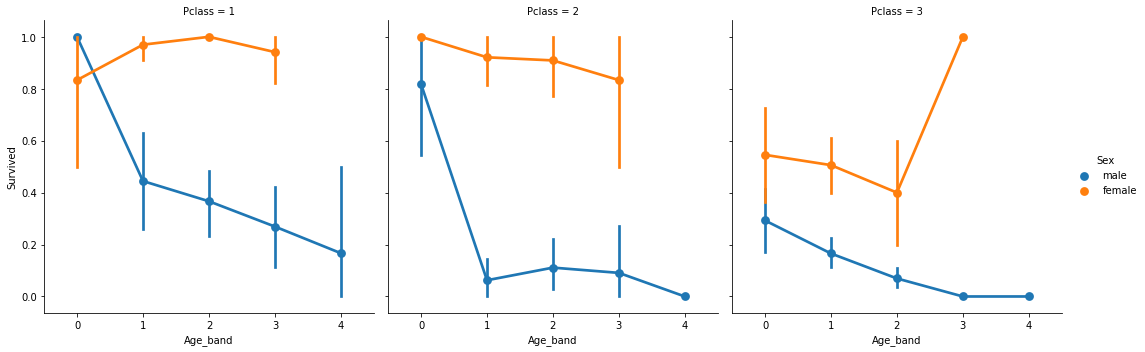 Pclass = 1
Pclass = 2
Pclass = 3
1.0
0.8
0.6
0.4
0.2
0.0
Survived
0 1 2 3 4
0 1 2 3 4
0 1 2 3 4
Age_band
Age_band
Age_band
Sex
male
female